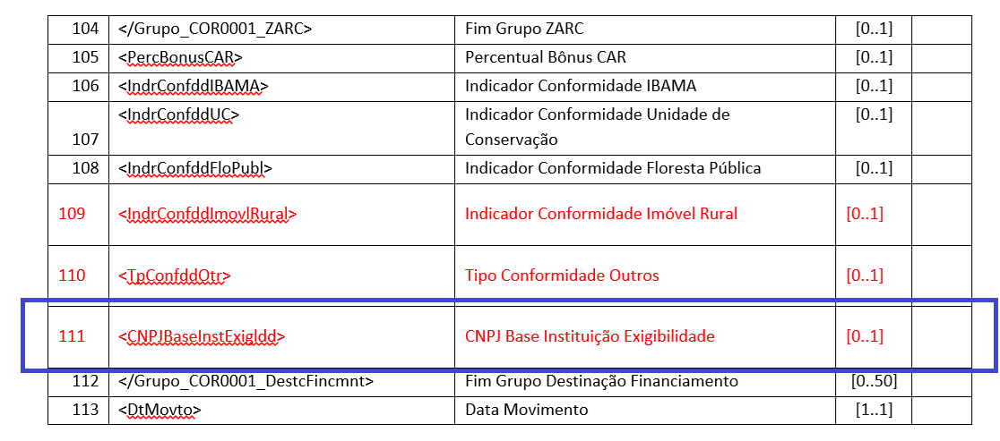 104 </Grupo_COR0001_ZARC> Fim Grupo ZARC [0..1]
105 <PercBonusCAR> Percentual Bônus CAR [0..1]
106 <IndrConfddIBAMA> Indicador Conformidade IBAMA [0..1]
107 <IndrConfddUC> Indicador Conformidade Unidade de [0..1]
Conservação
108 <IndrConfddFloPubl> Indicador Conformidade Floresta Pública [0..1]
109 <IndrConfddImovlRural> Indicador Conformidade Imóvel Rural [0..1]
110 <TpConfddOtr> Tipo Conformidade Outros [0..1]
111 <CNPJBaseInstExigldd> CNPJ Base Instituição Exigibilidade [0..1]
112 </Grupo_COR0001_DestcFincmnt> Fim Grupo Destinação Financiamento [0..50]
113 <DtMovto> Data Movimento [1..1]